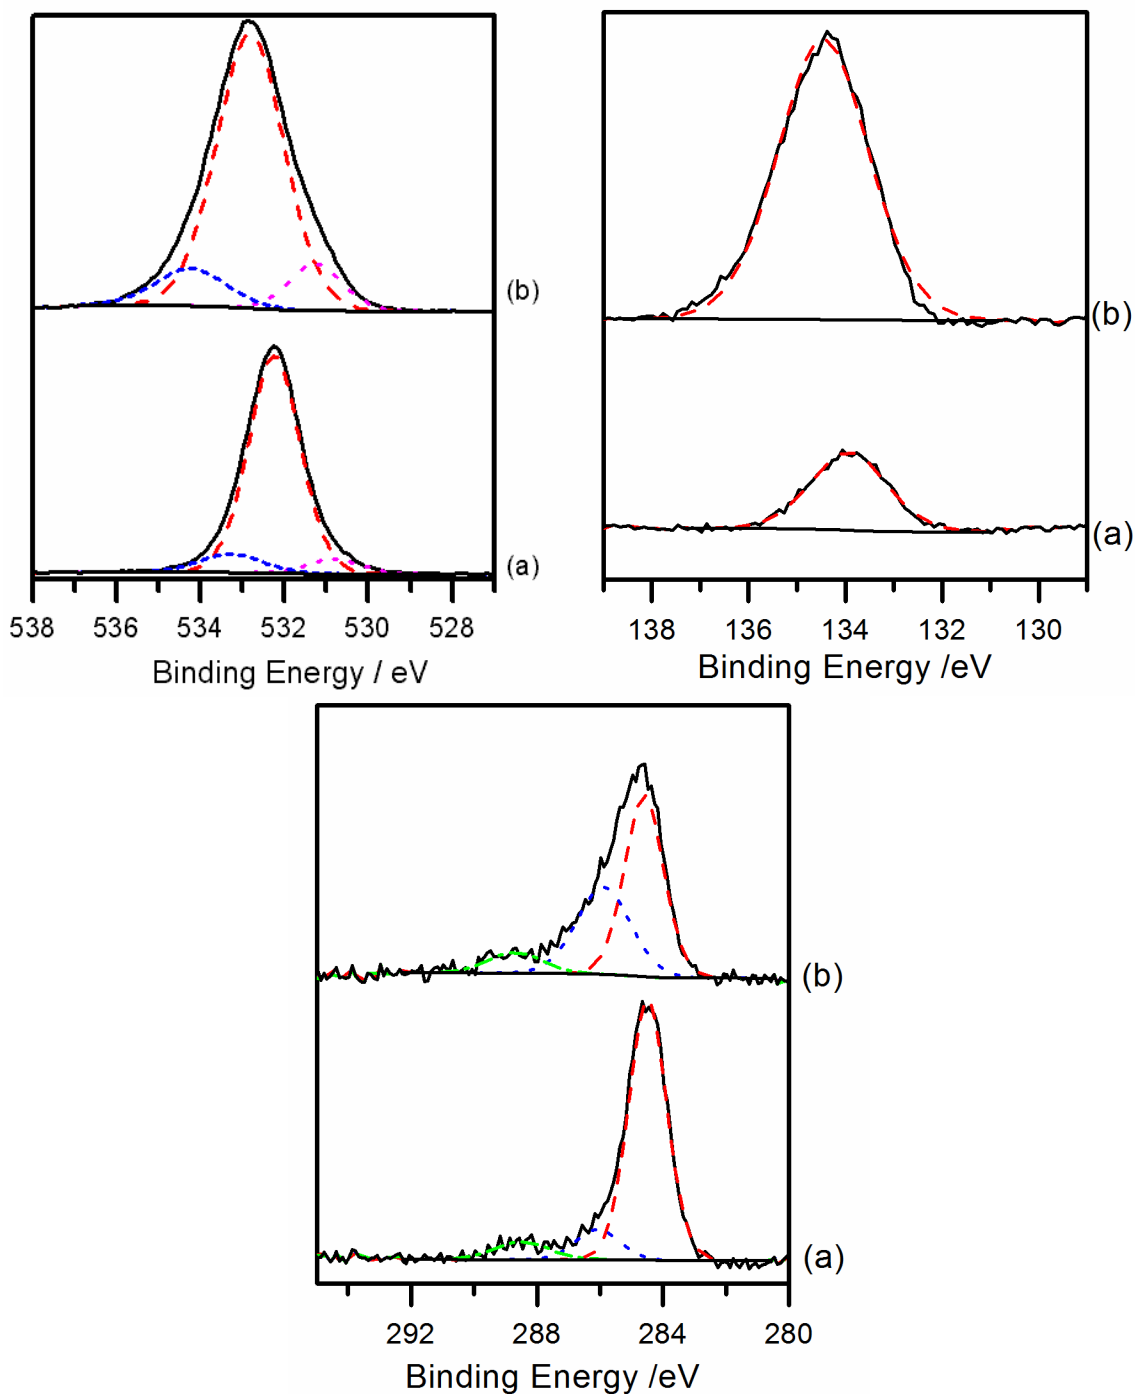 (b)
(a)
538 536 534 532 530 528
Binding Energy / eV
(b)
(a)
138 136 134 132 130
Binding Energy /eV
(b)
(a)
292 288 284 280
Binding Energy /eV